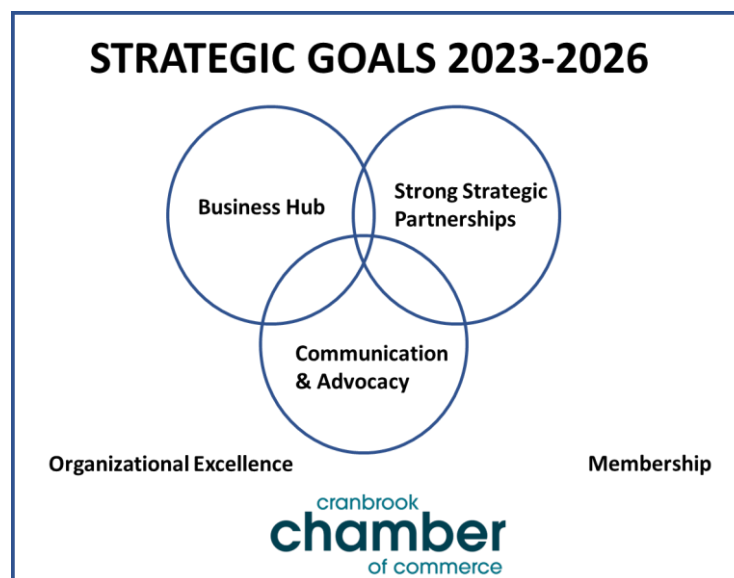 STRATEGIC GOALS 2023-2026
Business Hub
Strong Strategic
Partnerships
Communication
& Advocacy
Organizational Excellence
Membership
cranbrook
chamber
of commerce